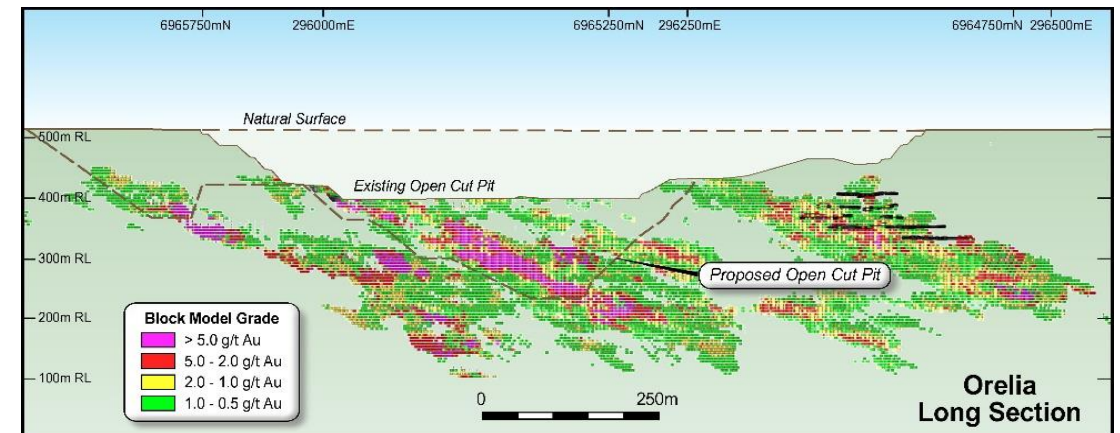 6965750mN 296000mE 6965250mN 296250mE 6964750mN 296500mE
Natural Surface
500m RL
Existing Open Cut Pit
400m RL
300m RL
Proposed Open Cut Pit
200m RL
100m RL
Block Model Grade
> 5.0 g/t Au
5.0 - 2.0 g/t Au
2.0 - 1.0 g/t Au
1.0 - 0.5 g/t Au
0 250m
Orelia
Long Section